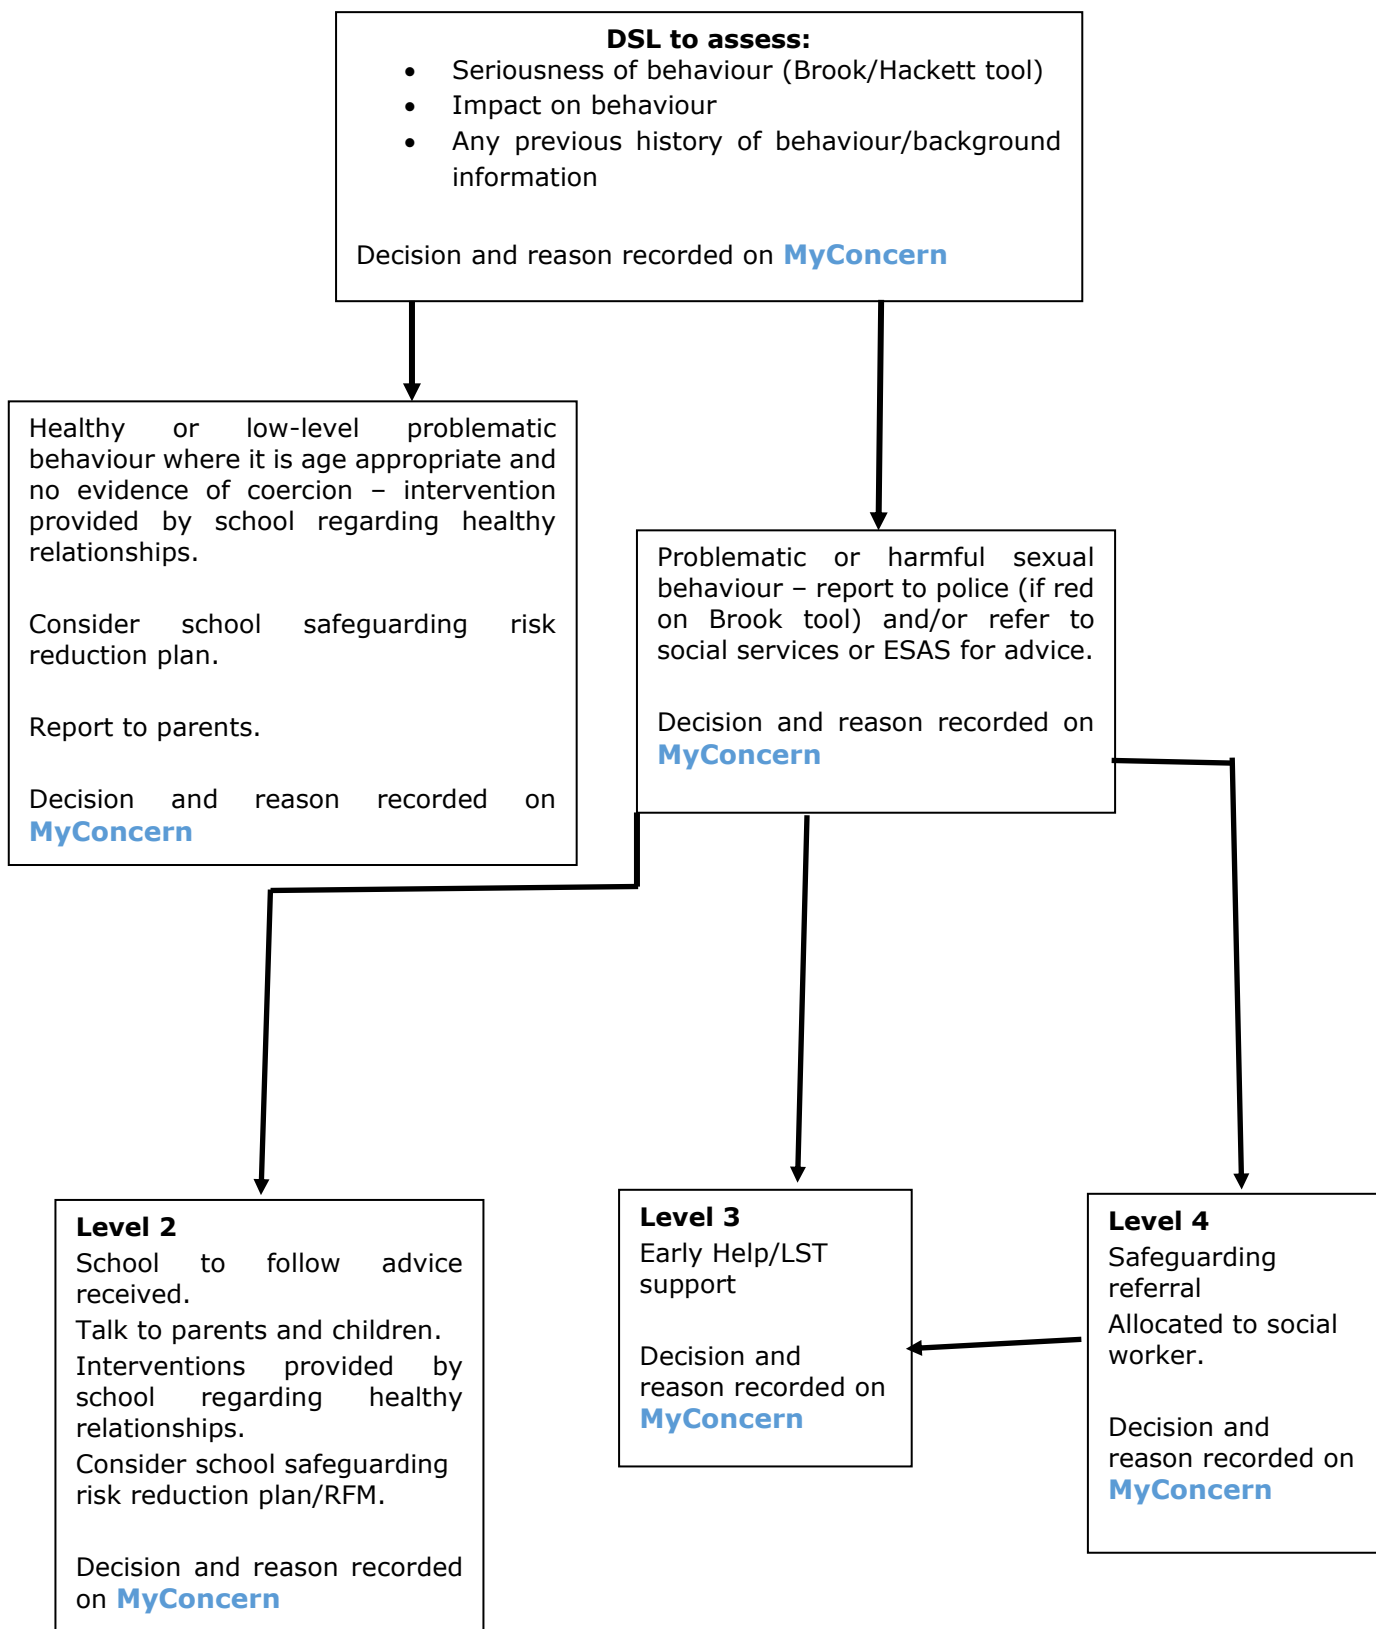 DSL to assess:
• Seriousness of behaviour (Brook/Hackett tool)
• Impact on behaviour
• Any previous history of behaviour/background
information
Decision and reason recorded on MyConcern
Healthy or low-level problematic
behaviour where it is age appropriate and
no evidence of coercion – intervention
provided by school regarding healthy
relationships.
Consider school safeguarding risk
reduction plan.
Report to parents.
Decision and reason recorded on
MyConcern
Problematic or harmful sexual
behaviour – report to police (if red
on Brook tool) and/or refer to
social services or ESAS for advice.
Decision and reason recorded on
MyConcern
Level 2
School to follow advice
received.
Talk to parents and children.
Interventions provided by
school regarding healthy
relationships.
Consider school safeguarding
risk reduction plan/RFM.
Decision and reason recorded
on MyConcern
Level 3
Early Help/LST
support
Decision and
reason recorded on
MyConcern
Level 4
Safeguarding
referral
Allocated to social
worker.
Decision and
reason recorded on
MyConcern